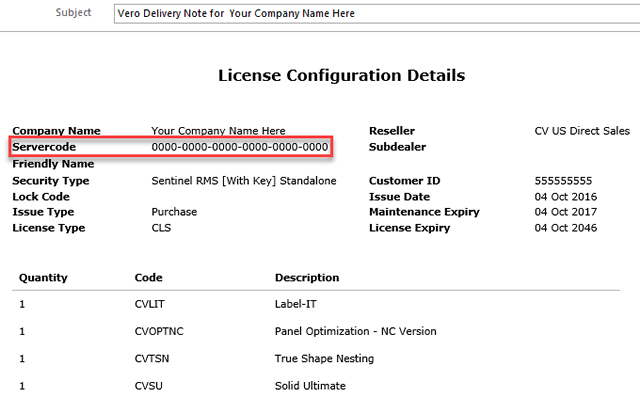 Subject Vero Delivery Note for Your Company Name Here
License Configuration Details
Company Name Your Company Name Here Reseller CV US Direct Sales
Servercode 0000-0000-0000-0000-0000-0000 Subdealer
Friendly Name
Security Type Sentinel RMS [With Key] Standalone Customer ID 555555555
Lock Code Issue Date 04 Oct 2016
Issue Type Purchase Maintenance Expiry 04 Oct 2017
License Type CLS License Expiry 04 Oct 2046
Quantity Code Description
1 CVLIT Label-IT
1 CVOPTNC Panel Optimization - NC Version
1 CVTSN True Shape Nesting
1 CVSU Solid Ultimate